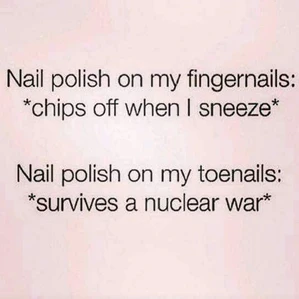 Nail polish on my fingernails:
*chips off when I sneeze*
Nail polish on my toenails:
*survives a nuclear war*